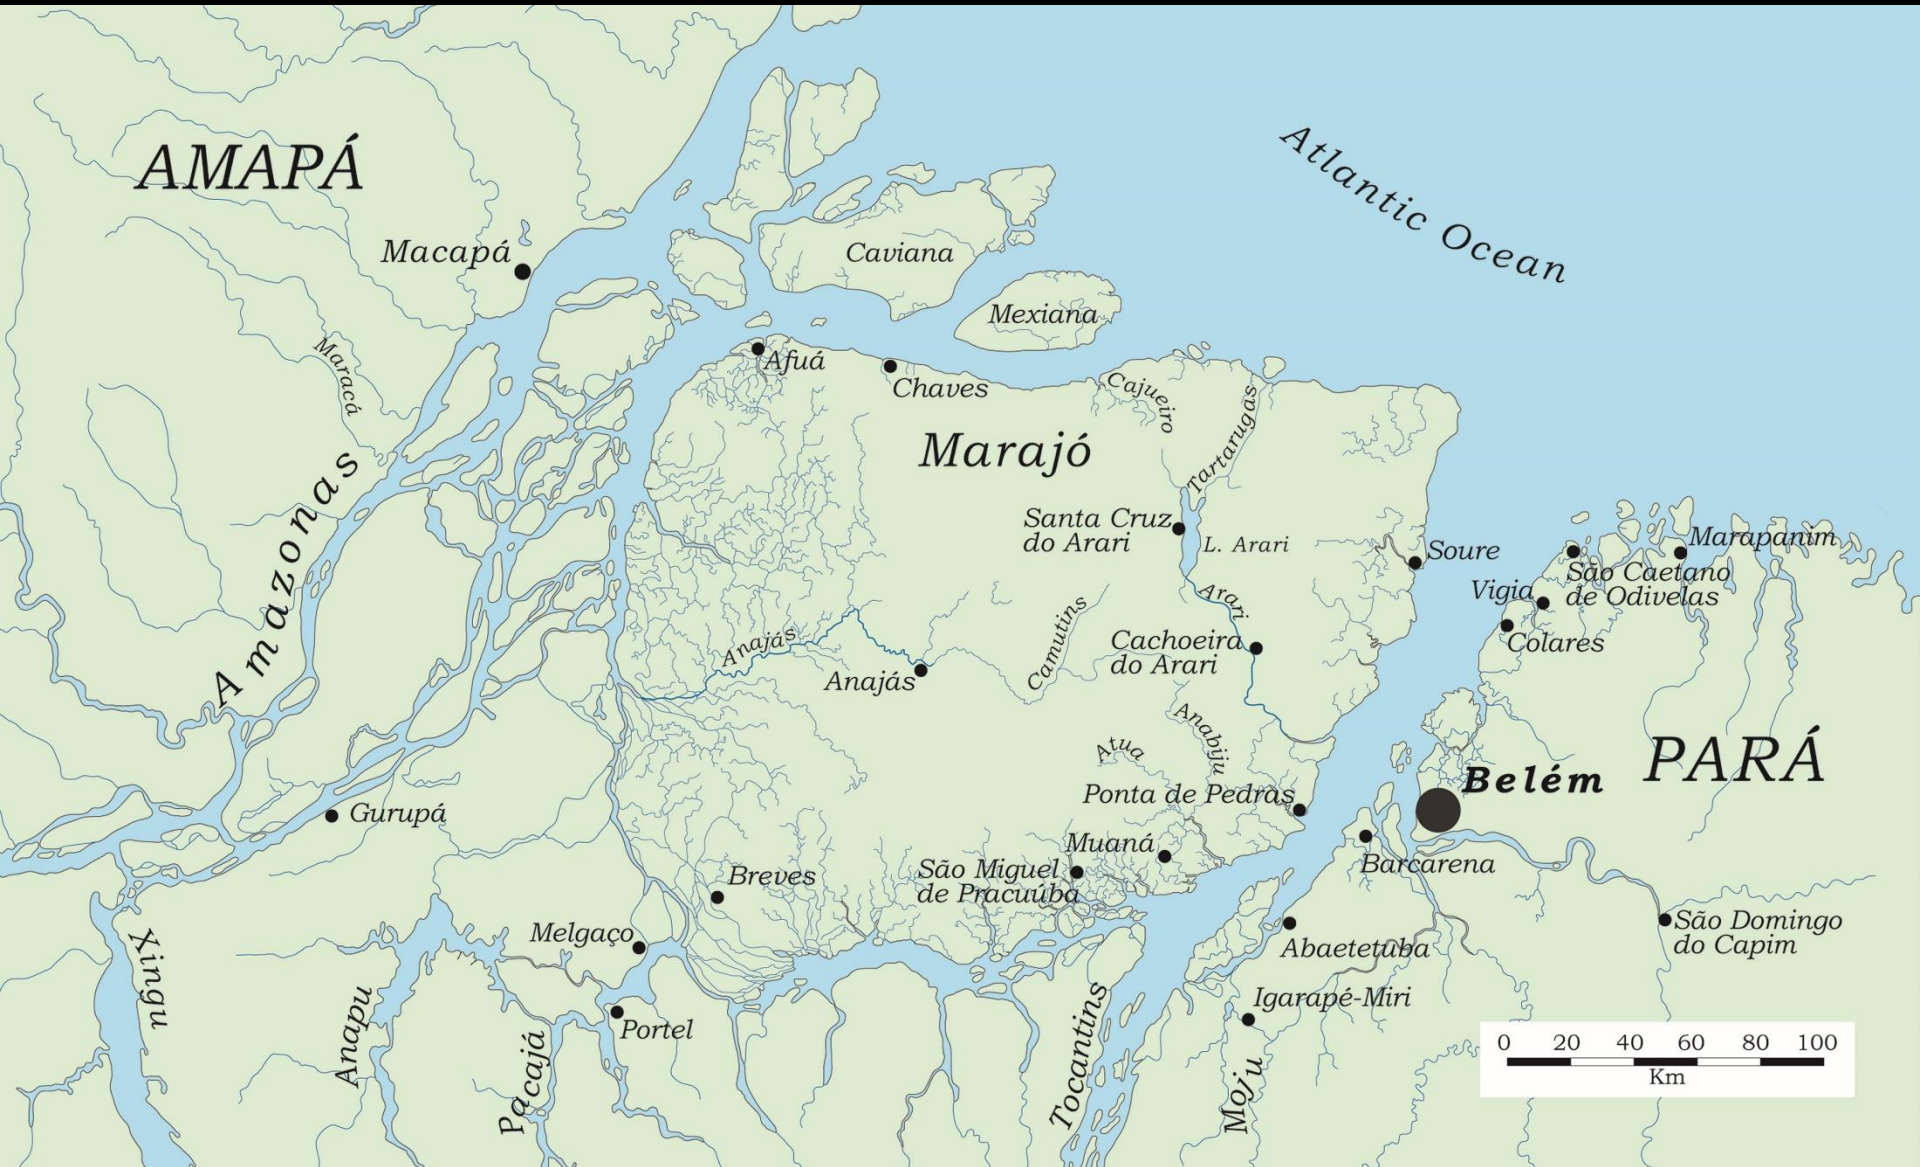 AMAPÁ
Atlantic Ocean
Macapá
Caviana
Mexiana
Maracá
Afuá
Chaves
Cajueiro
Tartarugas
Marajó
Amazonas
Santa Cruz
do Arari
L. Arari
Soure
Marapanim
São Caetano
de Odivelas
Vigia
Colares
Arari
Camutins
Anajás
Cachoeira
do Arari
Anajás
Anabiju
Atua
PARÁ
Belém
Ponta de Pedras
Gurupá
Muaná
Barcarena
São Miguel
de Pracuúba
Breves
Melgaço
Abaetetuba
São Domingo
do Capim
Xingu
Anapu
Pacajá
Portel
Tocantins
Igarapé-Miri
Moju
0 20 40 60 80 100
Km